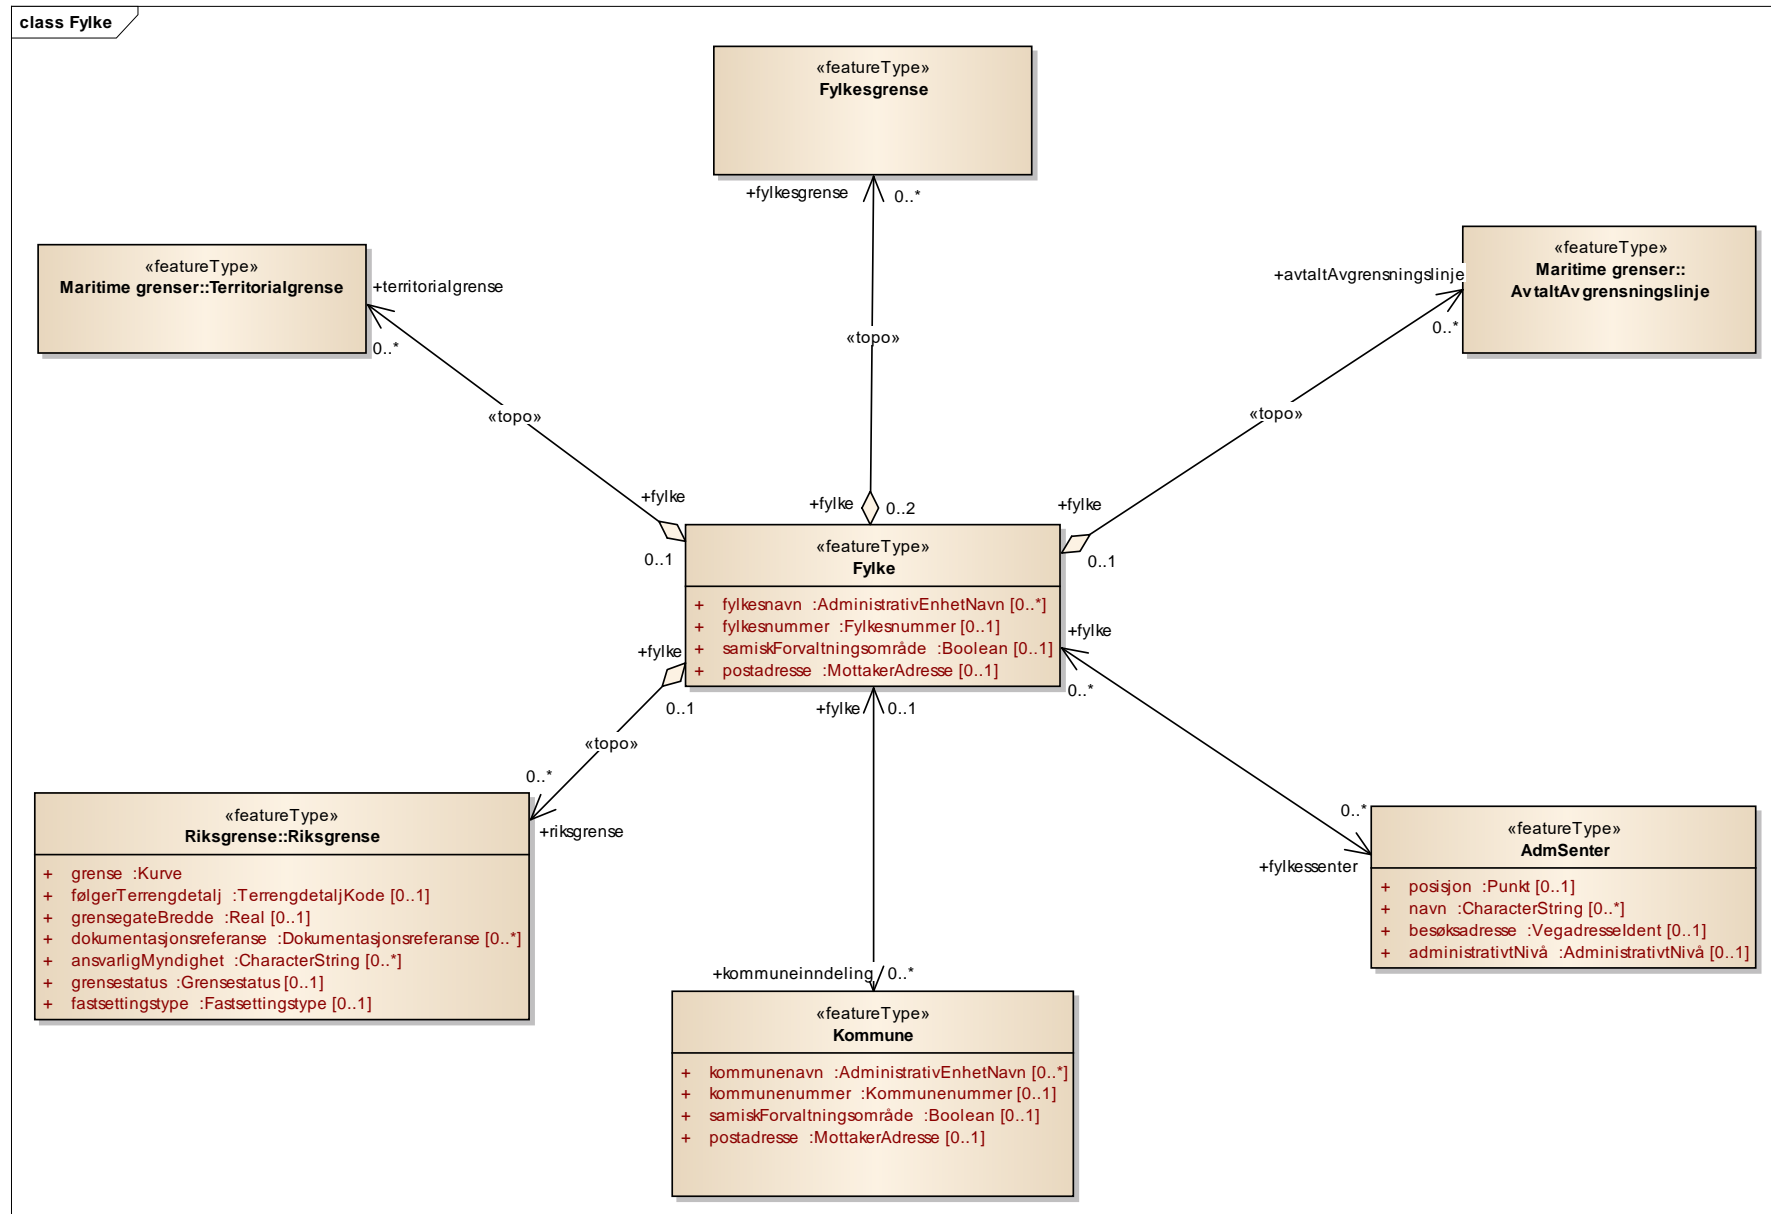 class Fylke
«featureType»
Fylkesgrense
+fylkesgrense
0..*
«featureType»
Maritime grenser::Territorialgrense
+territorialgrense
0..*
«featureType»
Maritime grenser::
AvtaltAvgrensningslinje
+avtaltAvgrensningslinje
0..*
«topo»
«topo»
«topo»
+fylke
0..1
+fylke
0..2
+fylke
0..1
«featureType»
Fylke
+ fylkesnavn :AdministrativEnhetNavn [0..*]
+ fylkesnummer :Fylkesnummer [0..1]
+ samiskForvaltningsområde :Boolean [0..1]
+ postadresse :MottakerAdresse [0..1]
+fylke
0..1
+fylke
0..*
+fylke
0..1
«topo»
0..*
+riksgrense
«featureType»
Riksgrense::Riksgrense
+ grense :Kurve
+ følgerTerrengdetalj :TerrengdetaljKode [0..1]
+ grensegateBredde :Real [0..1]
+ dokumentasjonsreferanse :Dokumentasjonsreferanse [0..*]
+ ansvarligMyndighet :CharacterString [0..*]
+ grensestatus :Grensestatus [0..1]
+ fastsettingstype :Fastsettingstype [0..1]
0..*
+fylkessenter
«featureType»
AdmSenter
+ posisjon :Punkt [0..1]
+ navn :CharacterString [0..*]
+ besøksadresse :VegadresseIdent [0..1]
+ administrativtNivå :AdministrativtNivå [0..1]
+kommuneinndeling
0..*
«featureType»
Kommune
+ kommunenavn :AdministrativEnhetNavn [0..*]
+ kommunenummer :Kommunenummer [0..1]
+ samiskForvaltningsområde :Boolean [0..1]
+ postadresse :MottakerAdresse [0..1]